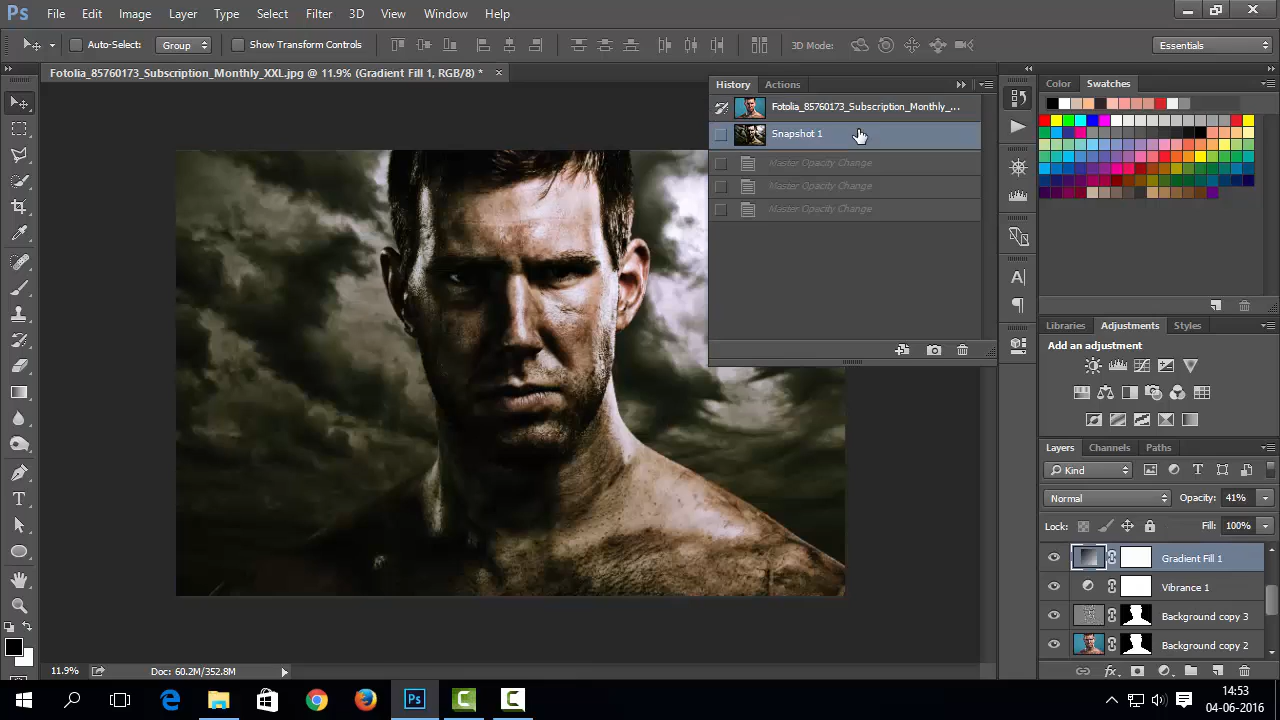 Ps File Edit Image Layer Type Select Filter 3D View Window Help
Auto-Select: Group Show Transform Controls 3D Mode: Essentials
Fotolia_85760173_Subscription_Monthly_XXL.jpg @ 11.9% (Gradient Fill 1, RGB/8) *
History Actions
Fotolia_85760173_Subscription_Monthly_...
Snapshot 1
Master Opacity Change
Master Opacity Change
Master Opacity Change
Color Swatches
Libraries Adjustments Styles
Add an adjustment
Layers Channels Paths
Kind
Normal Opacity: 41%
Lock: Fill: 100%
Gradient Fill 1
Vibrance 1
Background copy 3
Background copy 2
11.9% Doc: 60.2M/352.8M
14:53
04-06-2016